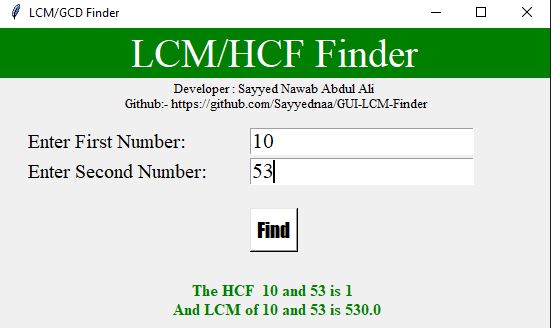 LCM/GCD Finder
LCM/HCF Finder
Developer : Sayyed Nawab Abdul Ali
Github:- https://github.com/Sayyednaa/GUI-LCM-Finder
Enter First Number: 10
Enter Second Number: 53
Find
The HCF 10 and 53 is 1
And LCM of 10 and 53 is 530.0